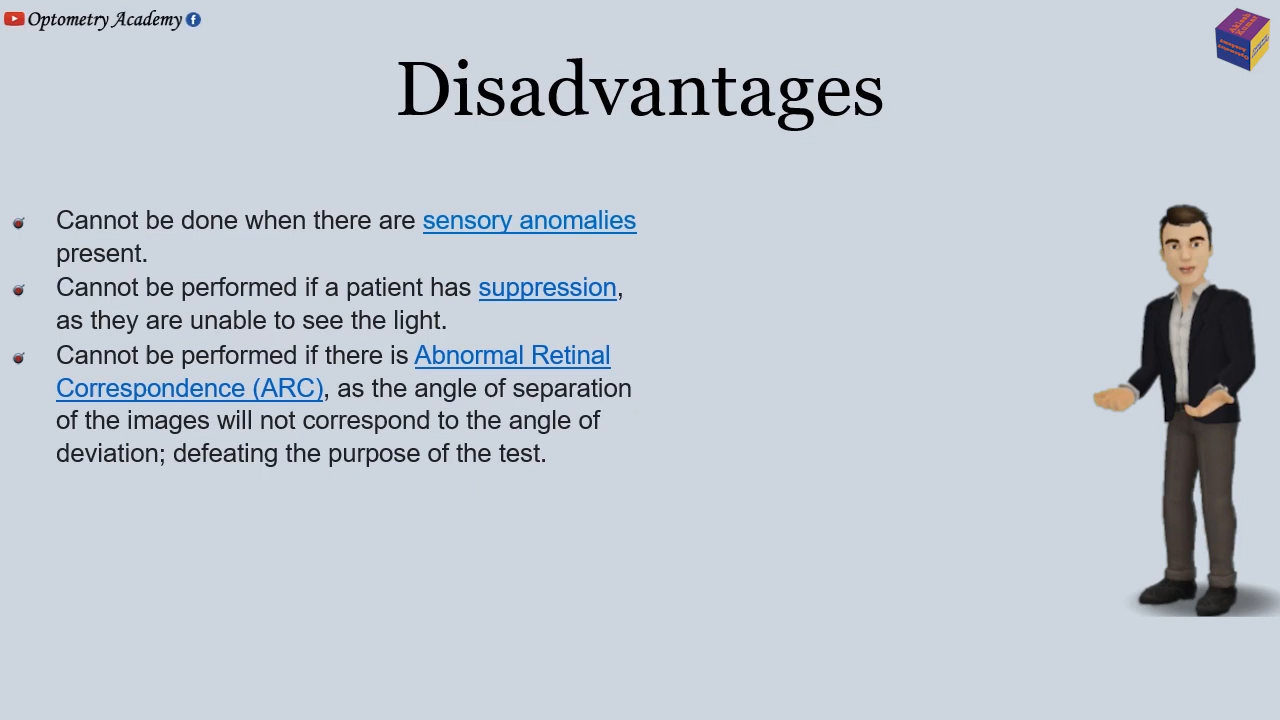 Optometry Academy
Disadvantages
Cannot be done when there are sensory anomalies
present.
Cannot be performed if a patient has suppression,
as they are unable to see the light.
Cannot be performed if there is Abnormal Retinal
Correspondence (ARC), as the angle of separation
of the images will not correspond to the angle of
deviation; defeating the purpose of the test.